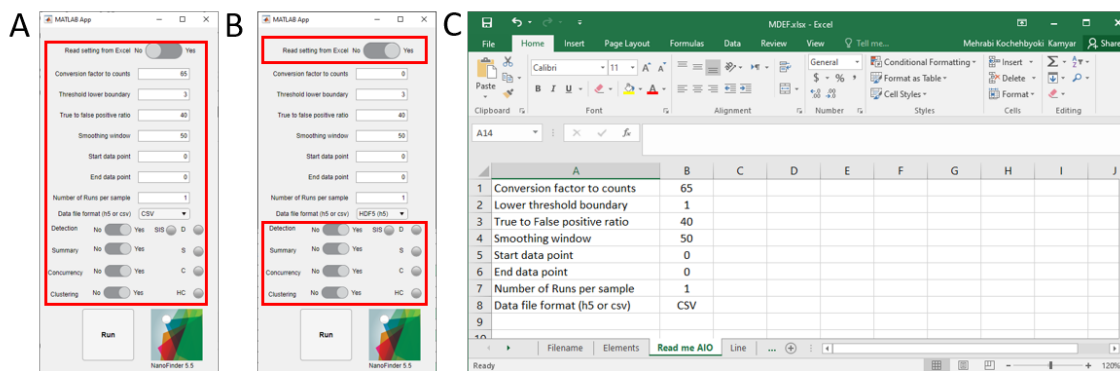 A
MATLAB App
Read setting from Excel No Yes
Conversion factor to counts 65
Threshold lower boundary 3
True to false positive ratio 40
Smoothing window 50
Start data point 0
End data point 0
Number of Runs per sample 1
Data file format (h5 or csv) CSV
Detection No Yes SIS D
Summary No Yes S
Concurrency No Yes C
Clustering No Yes HC
Run
NanoFinder 5.5
B
MATLAB App
Read setting from Excel No Yes
Conversion factor to counts 0
Threshold lower boundary 3
True to false positive ratio 40
Smoothing window 50
Start data point 0
End data point 0
Number of Runs per sample 1
Data file format (h5 or csv) HDF5 (h5)
Detection No Yes SIS D
Summary No Yes S
Concurrency No Yes C
Clustering No Yes HC
Run
NanoFinder 5.5
C
MDEF.xlsx - Excel
File Home Insert Page Layout Formulas Data Review View Tell me... Mehrabi Kochehbyoki Kamyar Share
Paste
Calibri 11 A A
B I U A
General
$ % ,
Conditional Formatting
Format as Table
Cell Styles
Insert
Delete
Format
Clipboard Font Alignment Number Styles Cells Editing
A14 fx
A B C D E F G H I J
1 Conversion factor to counts 65
2 Lower threshold boundary 1
3 True to False positive ratio 40
4 Smoothing window 50
5 Start data point 0
6 End data point 0
7 Number of Runs per sample 1
8 Data file format (h5 or csv) CSV
9
10
Filename Elements Read me AIO Line ...
Ready 120%